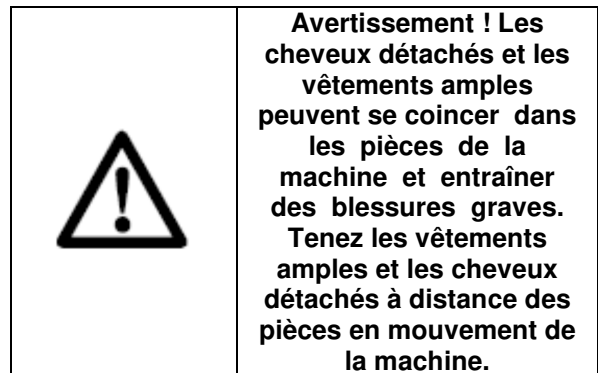 Avertissement ! Les
cheveux détachés et les
vêtements amples
peuvent se coincer dans
les pièces de la
machine et entraîner
des blessures graves.
Tenez les vêtements
amples et les cheveux
détachés à distance des
pièces en mouvement de
la machine.